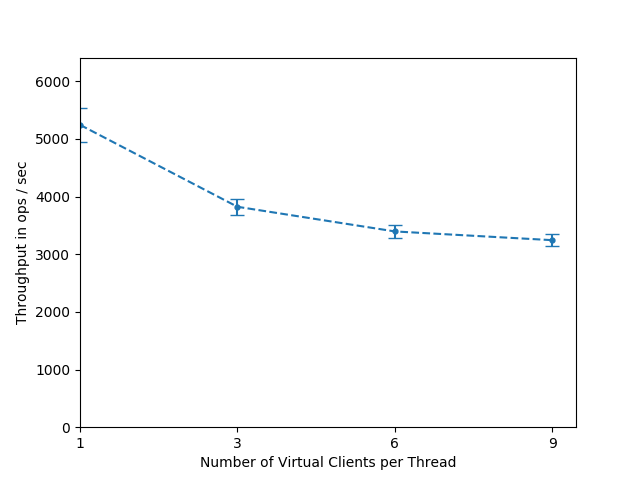 6000
5000
4000
3000
2000
1000
0
Throughput in ops / sec
1 3 6 9
Number of Virtual Clients per Thread